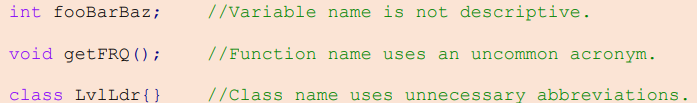 int fooBarBaz;    //Variable name is not descriptive.
void getFRQ();    //Function name uses an uncommon acronym.
class LvlLdr{}    //Class name uses unnecessary abbreviations.